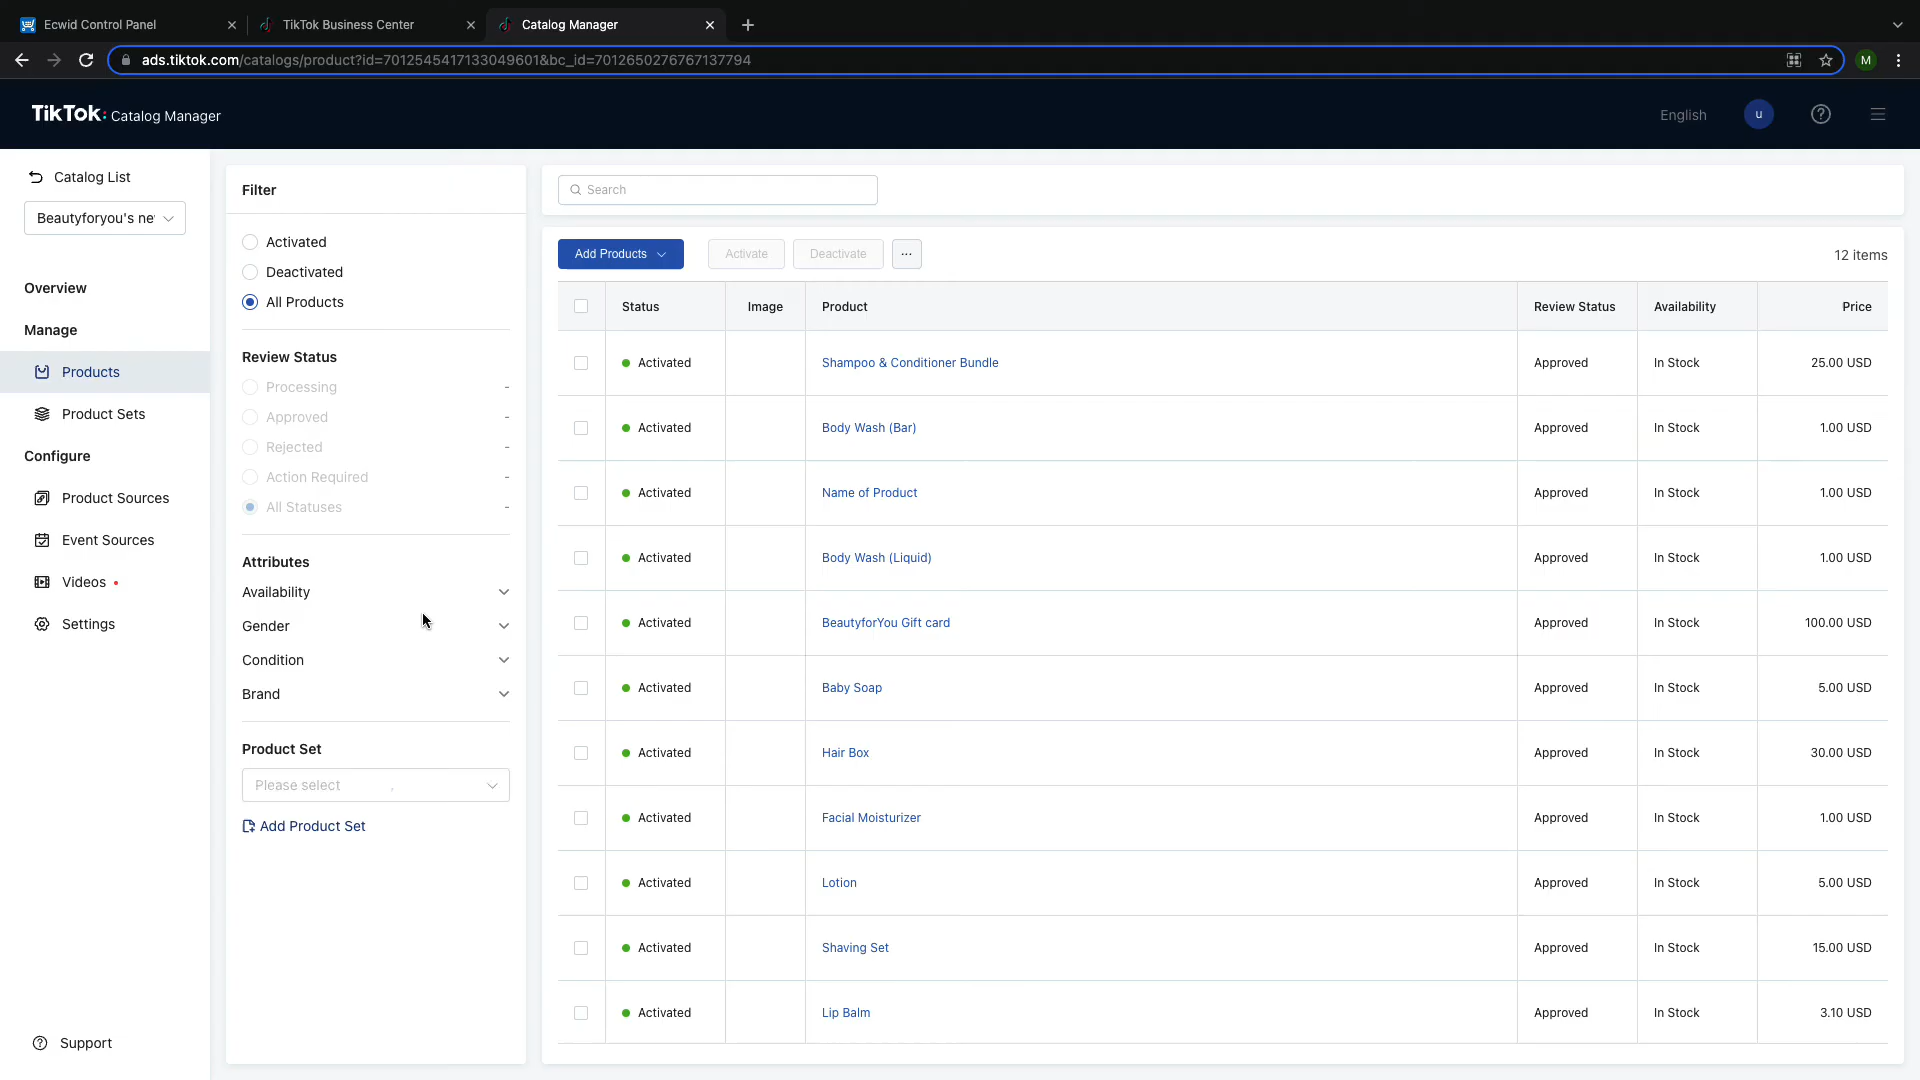 Ecwid Control Panel
TikTok Business Center
Catalog Manager
ads.tiktok.com/catalogs/product?id=7012545417133049601&bc_id=7012650276767137794
M
TikTok: Catalog Manager
English
u
Catalog List
Beautyforyou's ne
Overview
Manage
Products
Product Sets
Configure
Product Sources
Event Sources
Videos
Settings
Support
Filter
Activated
Deactivated
All Products
Review Status
Processing -
Approved -
Rejected -
Action Required -
All Statuses -
Attributes
Availability
Gender
Condition
Brand
Product Set
Please select
Add Product Set
Search
Add Products
Activate
Deactivate
...
12 items
Status Image Product Review Status Availability Price
Activated Shampoo & Conditioner Bundle Approved In Stock 25.00 USD
Activated Body Wash (Bar) Approved In Stock 1.00 USD
Activated Name of Product Approved In Stock 1.00 USD
Activated Body Wash (Liquid) Approved In Stock 1.00 USD
Activated BeautyforYou Gift card Approved In Stock 100.00 USD
Activated Baby Soap Approved In Stock 5.00 USD
Activated Hair Box Approved In Stock 30.00 USD
Activated Facial Moisturizer Approved In Stock 1.00 USD
Activated Lotion Approved In Stock 5.00 USD
Activated Shaving Set Approved In Stock 15.00 USD
Activated Lip Balm Approved In Stock 3.10 USD